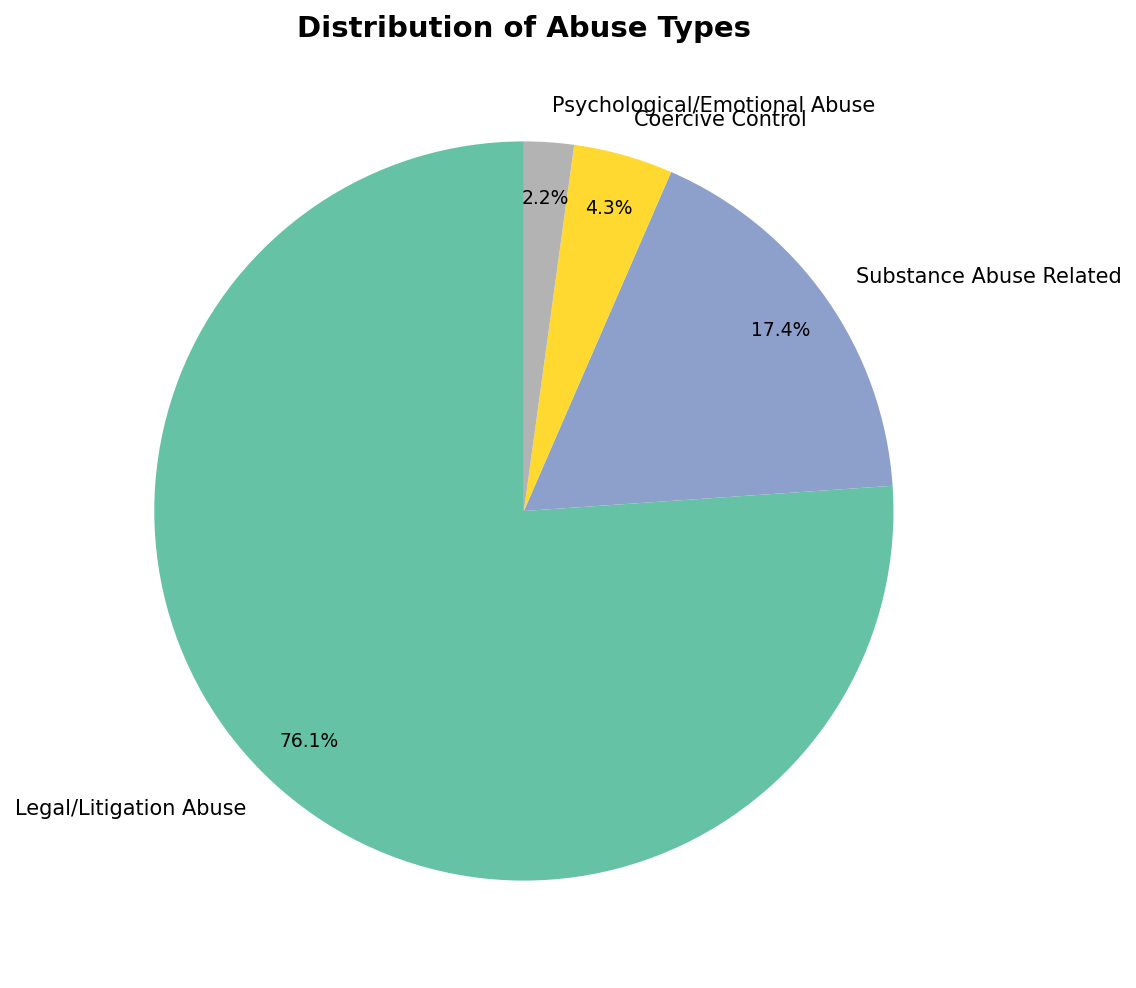 Distribution of Abuse Types
Psychological/Emotional Abuse
Coercive Control
2.2%
4.3%
Substance Abuse Related
17.4%
76.1%
Legal/Litigation Abuse